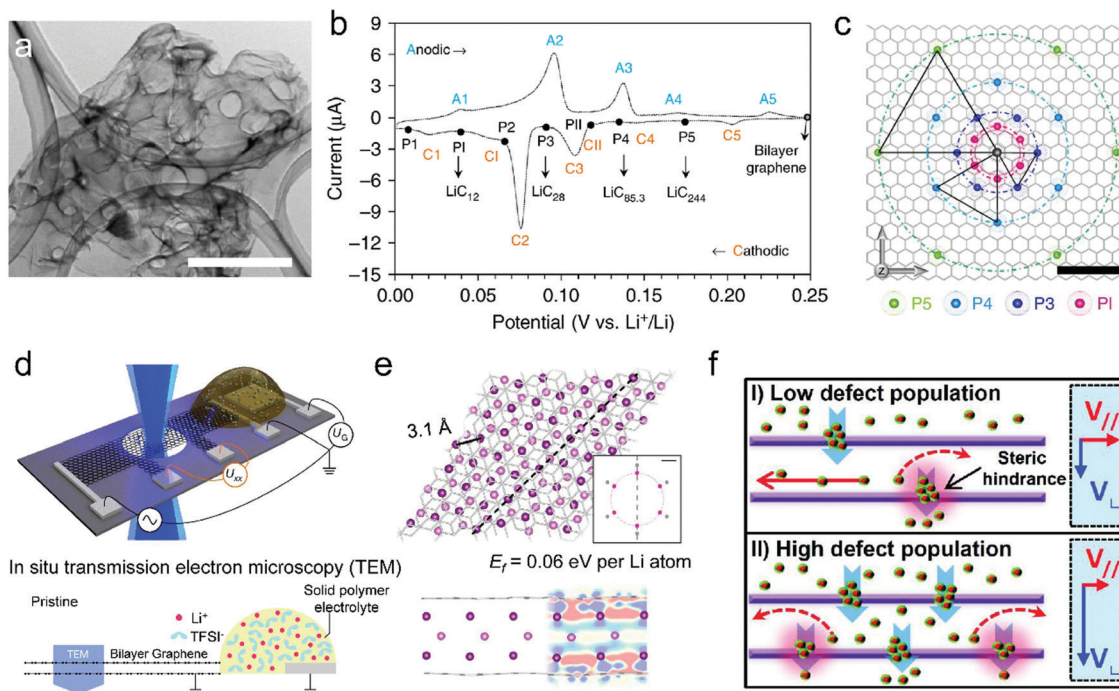 a
b
Anodic →
A1
A2
A3
A4
A5
P1
PI
P2
P3
PII
P4
P5
C1
CI
C2
C3
CII
C4
C5
LiC12
LiC28
LiC85.3
LiC244
Bilayer
graphene
← Cathodic
Current (μA)
9
6
3
0
−3
−6
−9
−12
−15
0.00
0.05
0.10
0.15
0.20
0.25
Potential (V vs. Li+/Li)
c
Z
P5
P4
P3
PI
d
UG
Uxx
In situ transmission electron microscopy (TEM)
Pristine
Solid polymer
electrolyte
Li+
TFSI-
TEM
Bilayer Graphene
e
3.1 Å
Ef = 0.06 eV per Li atom
f
I) Low defect population
Steric
hindrance
V//
V⊥
II) High defect population
V//
V⊥